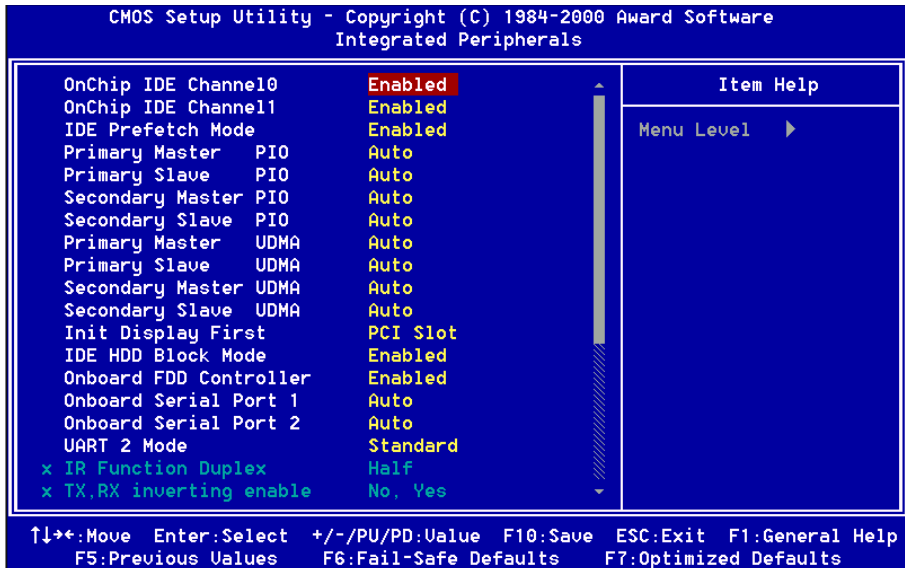 CMOS Setup Utility - Copyright (C) 1984-2000 Award Software
Integrated Peripherals
OnChip IDE Channel0 Enabled
OnChip IDE Channel1 Enabled
IDE Prefetch Mode Enabled
Primary Master PIO Auto
Primary Slave PIO Auto
Secondary Master PIO Auto
Secondary Slave PIO Auto
Primary Master UDMA Auto
Primary Slave UDMA Auto
Secondary Master UDMA Auto
Secondary Slave UDMA Auto
Init Display First PCI Slot
IDE HDD Block Mode Enabled
Onboard FDD Controller Enabled
Onboard Serial Port 1 Auto
Onboard Serial Port 2 Auto
UART 2 Mode Standard
x IR Function Duplex Half
x TX,RX inverting enable No, Yes
Item Help
Menu Level ▶
↑↓→←:Move Enter:Select +/-/PU/PD:Value F10:Save ESC:Exit F1:General Help
F5:Previous Values F6:Fail-Safe Defaults F7:Optimized Defaults